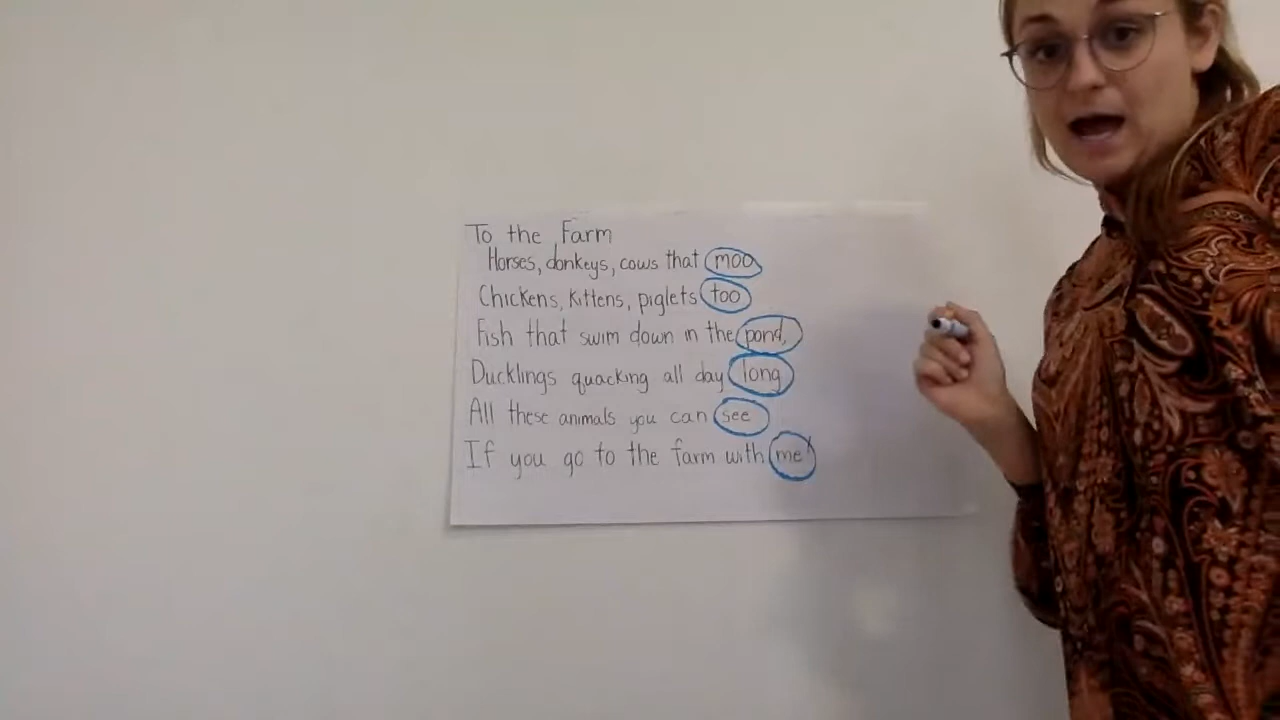 To the Farm
Horses, donkeys, cows that moo
Chickens, kittens, piglets too
Fish that swim down in the pond,
Ducklings quacking all day long
All these animals you can see
If you go to the farm with me!